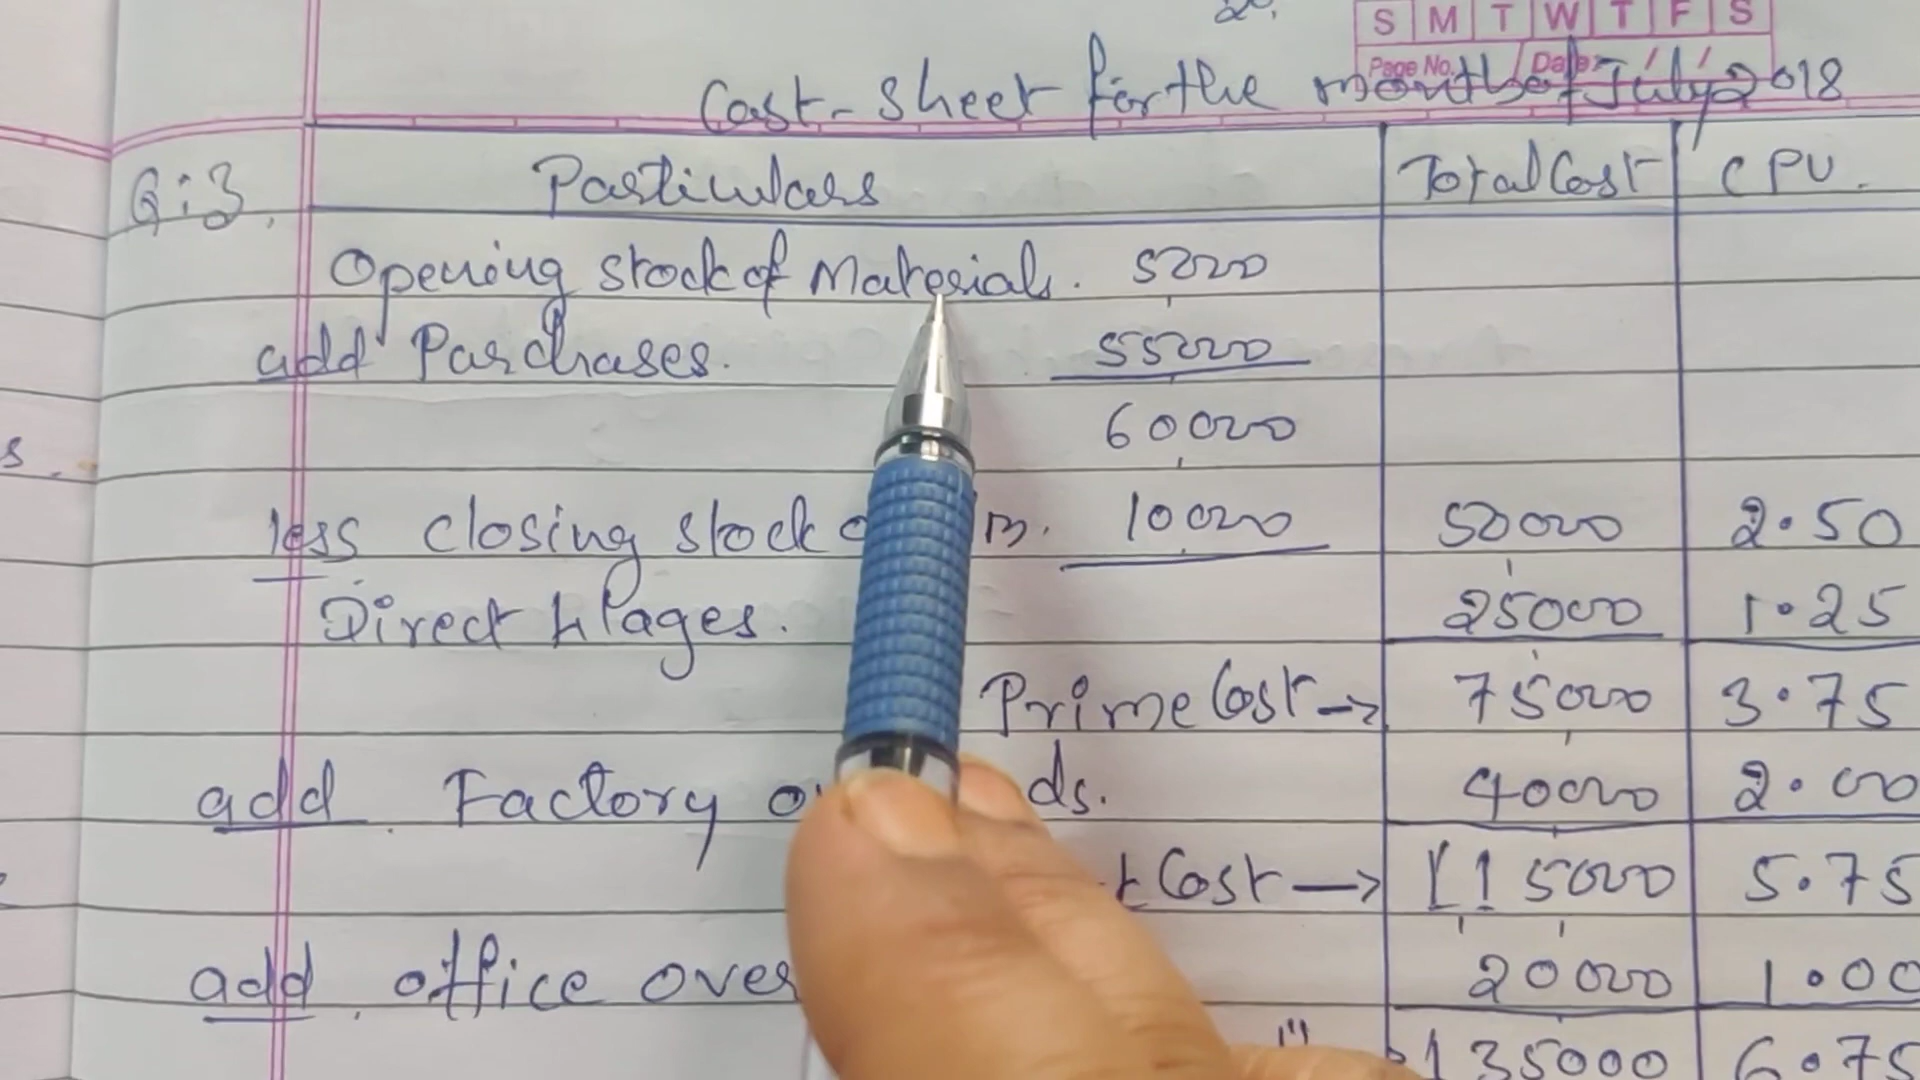 S M T W T F S
Page No. Date: / /
Cost-Sheet for the month of July 2018
Q:3. Particulars Total Cost CPU.
Opening stock of Materials. 5000
add Purchases. 55000
60000
less closing stock M. 10000 50000 2.50
Direct Wages. 25000 1.25
Prime Cost → 75000 3.75
add Factory ds. 40000 2.00
Cost → 115000 5.75
add office over 20000 1.00
135000 6.75